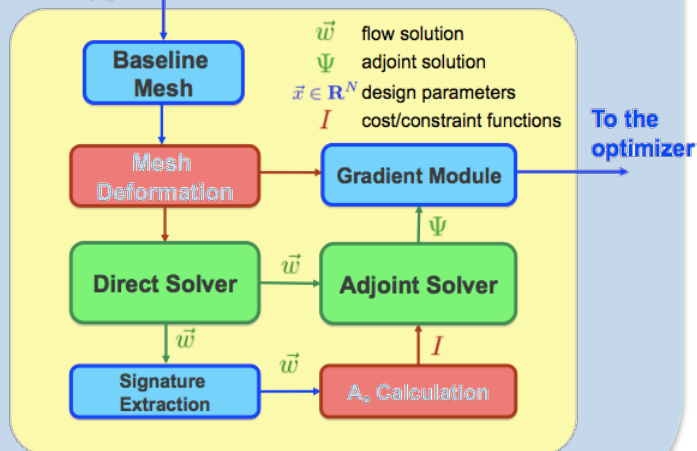 w⃗ flow solution
Ψ adjoint solution
x⃗ ∈ R^N design parameters
I cost/constraint functions
Baseline
Mesh
To the
optimizer
Mesh
Deformation
Gradient Module
Ψ
Direct Solver
w⃗
Adjoint Solver
w⃗
I
Signature
Extraction
w⃗
Aₑ Calculation